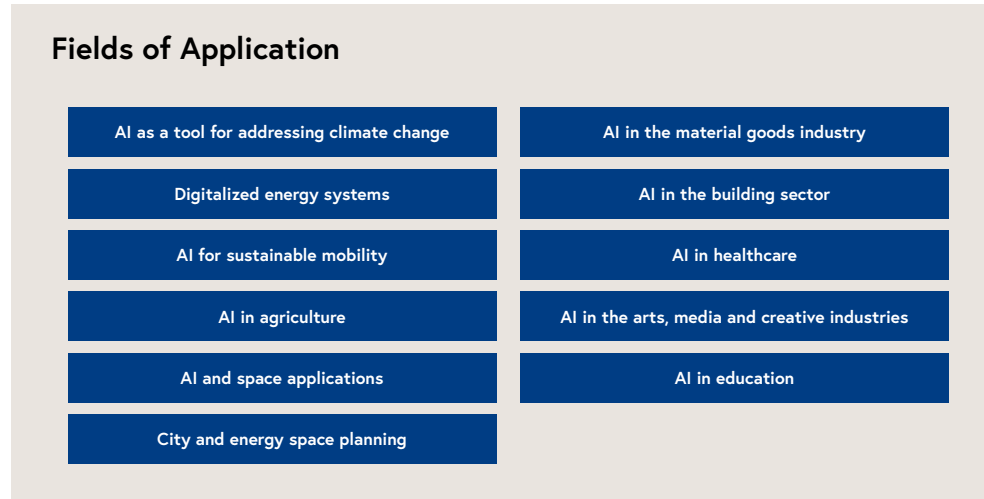 Fields of Application
AI as a tool for addressing climate change
Digitalized energy systems
AI for sustainable mobility
AI in agriculture
AI and space applications
City and energy space planning
AI in the material goods industry
AI in the building sector
AI in healthcare
AI in the arts, media and creative industries
AI in education